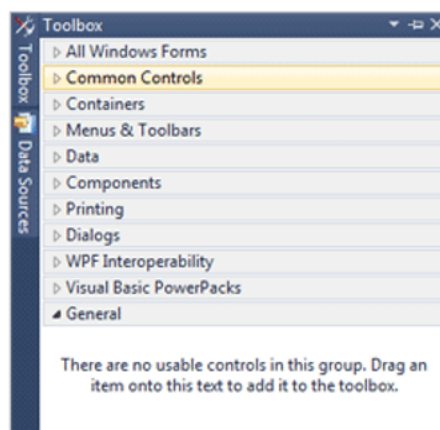 Toolbox
All Windows Forms
Common Controls
Containers
Menus & Toolbars
Data
Components
Printing
Dialogs
WPF Interoperability
Visual Basic PowerPacks
General
There are no usable controls in this group. Drag an
item onto this text to add it to the toolbox.
Toolbox
Data Sources